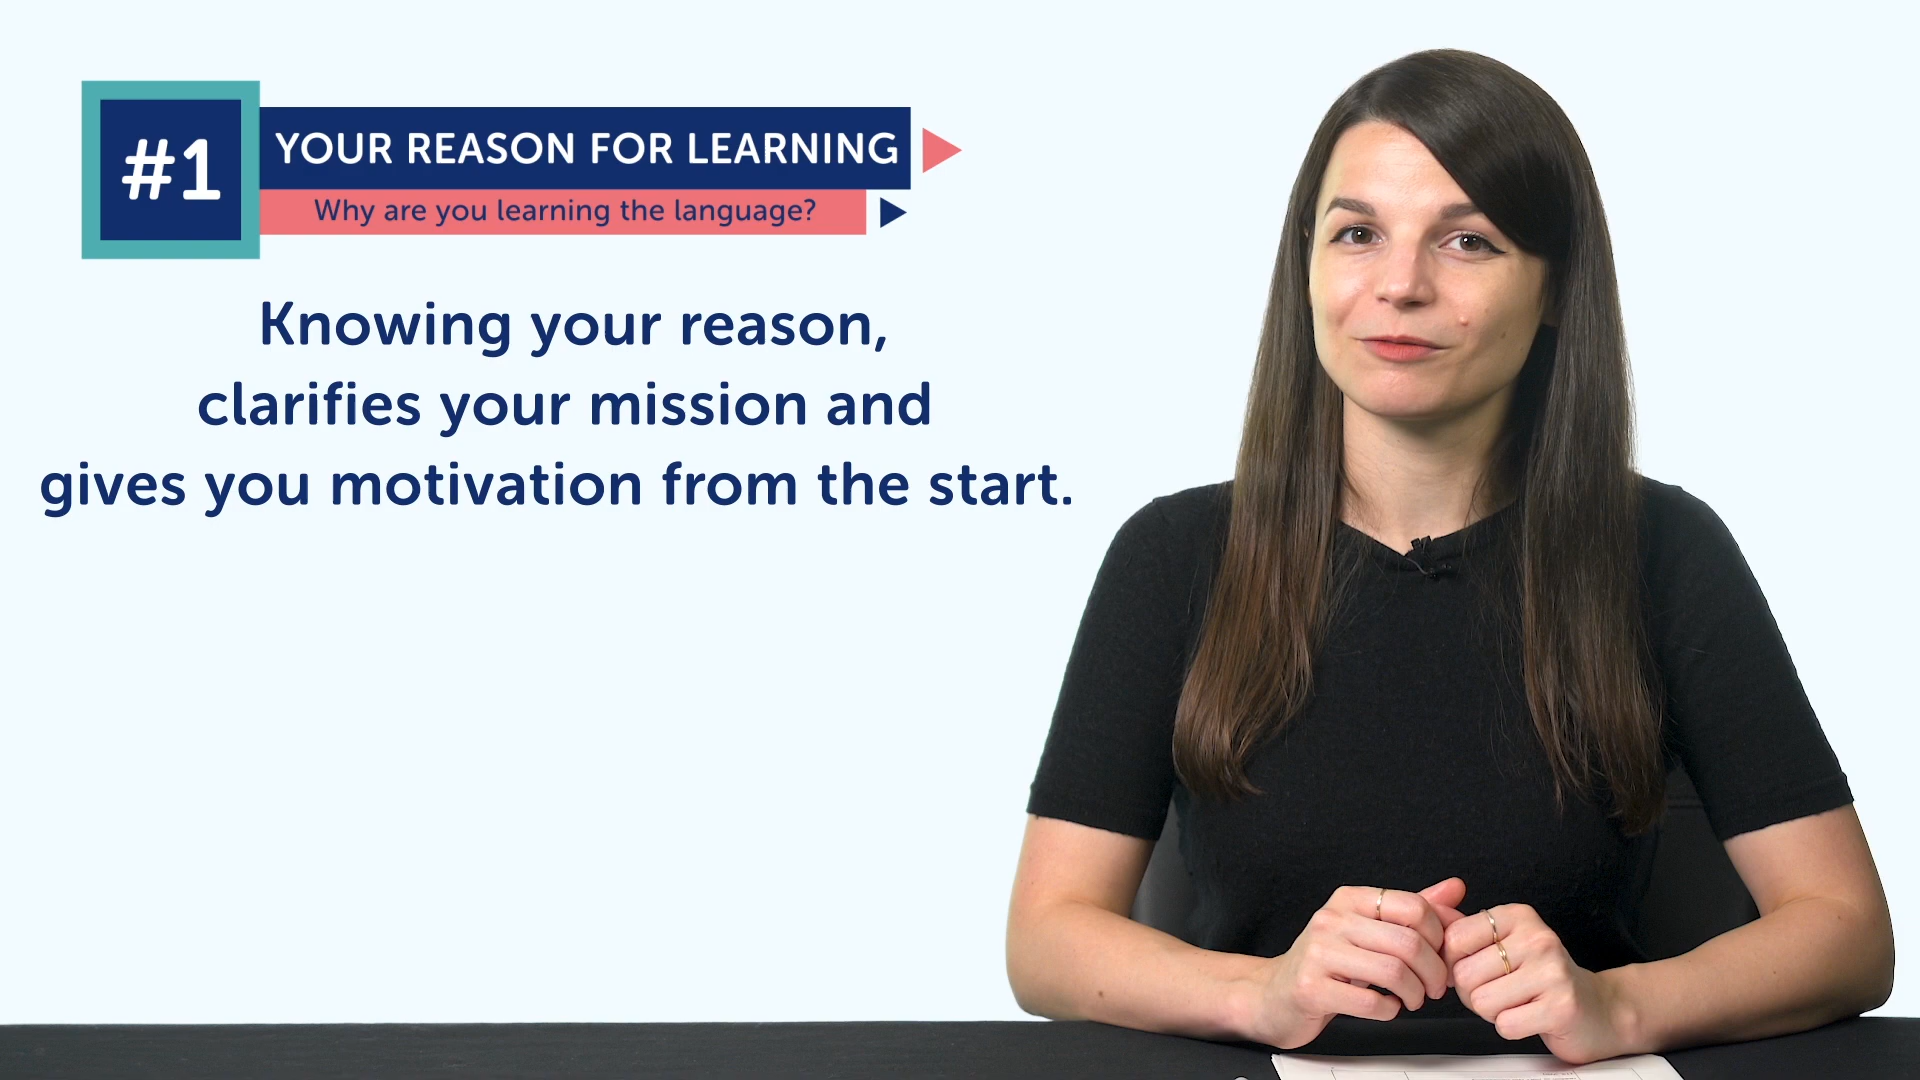 #1
YOUR REASON FOR LEARNING
Why are you learning the language?
Knowing your reason,
clarifies your mission and
gives you motivation from the start.